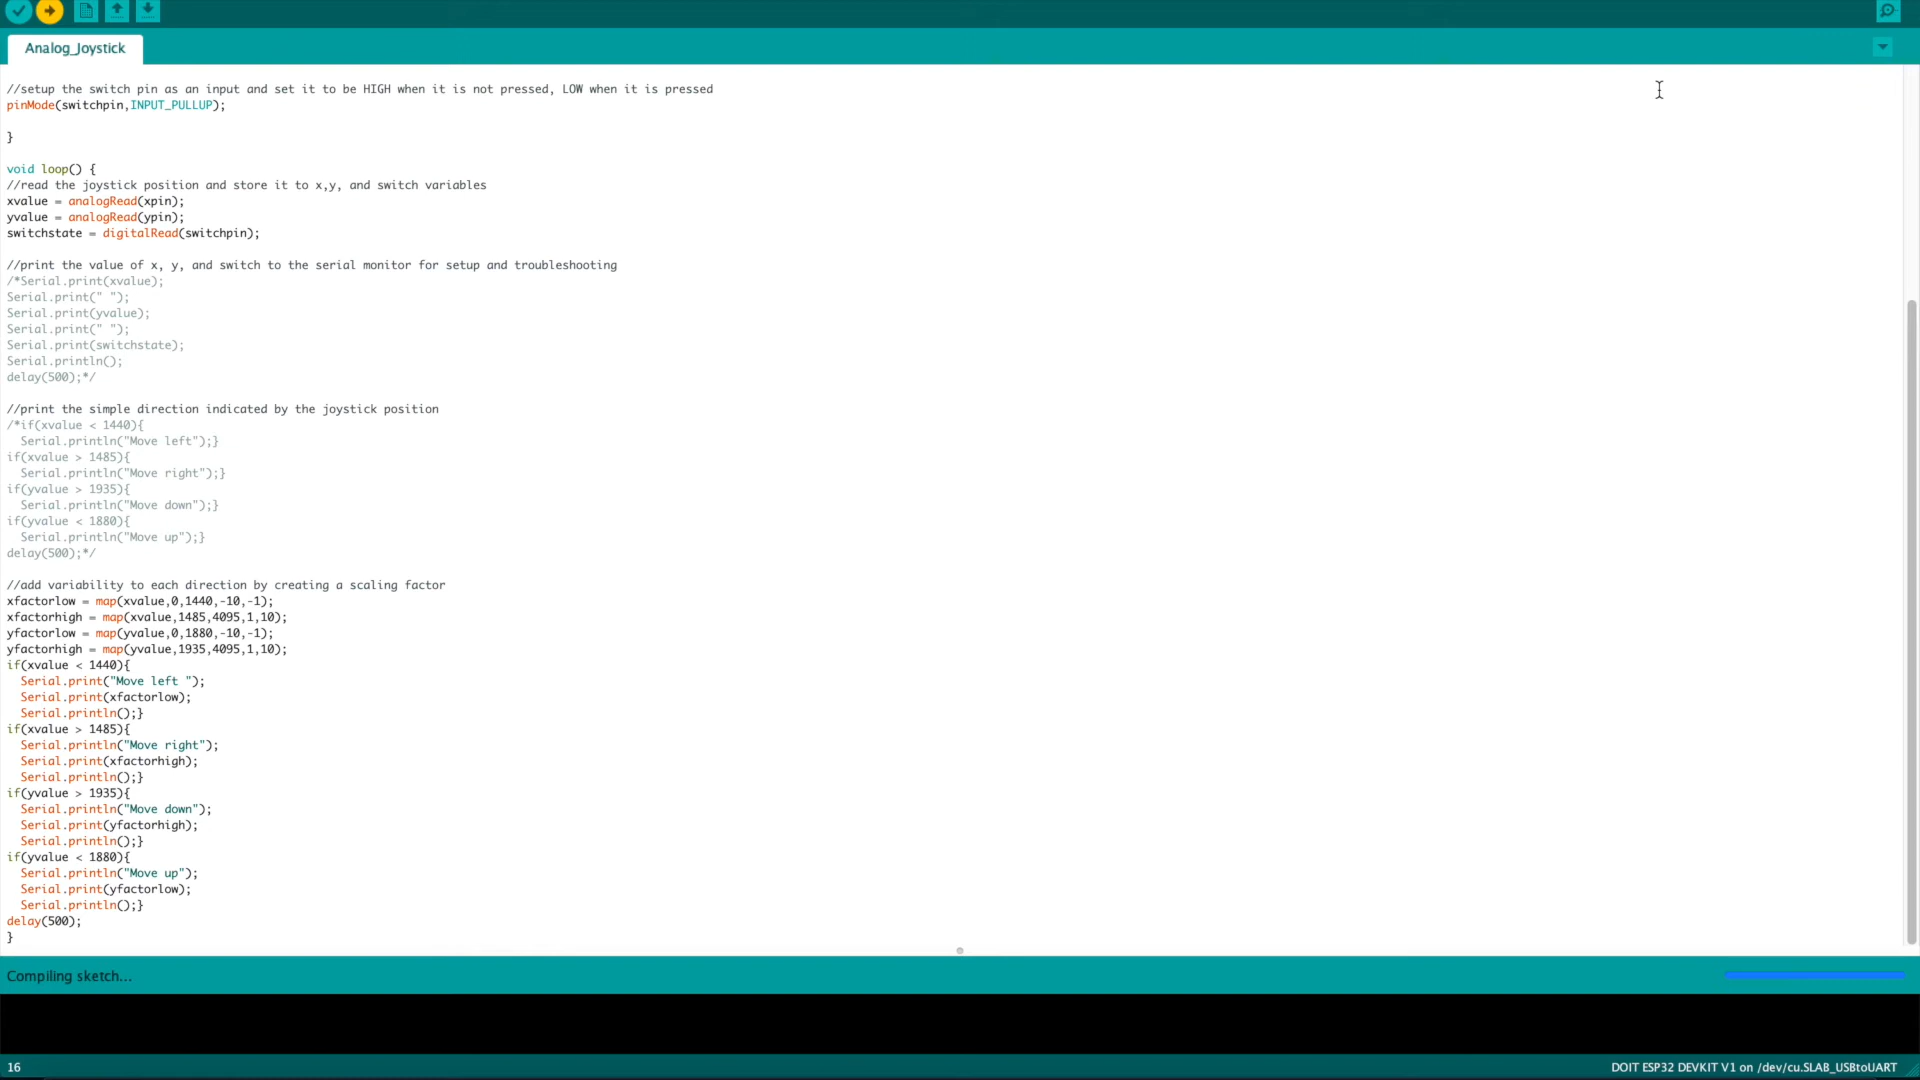 Analog_Joystick
//setup the switch pin as an input and set it to be HIGH when it is not pressed, LOW when it is pressed
pinMode(switchpin,INPUT_PULLUP);
}
void loop() {
//read the joystick position and store it to x,y, and switch variables
xvalue = analogRead(xpin);
yvalue = analogRead(ypin);
switchstate = digitalRead(switchpin);
//print the value of x, y, and switch to the serial monitor for setup and troubleshooting
/*Serial.print(xvalue);
Serial.print(" ");
Serial.print(yvalue);
Serial.print(" ");
Serial.print(switchstate);
Serial.println();
delay(500);*/
//print the simple direction indicated by the joystick position
/*if(xvalue < 1440){
  Serial.println("Move left");}
if(xvalue > 1485){
  Serial.println("Move right");}
if(yvalue > 1935){
  Serial.println("Move down");}
if(yvalue < 1880){
  Serial.println("Move up");}
delay(500);*/
//add variability to each direction by creating a scaling factor
xfactorlow = map(xvalue,0,1440,-10,-1);
xfactorhigh = map(xvalue,1485,4095,1,10);
yfactorlow = map(yvalue,0,1880,-10,-1);
yfactorhigh = map(yvalue,1935,4095,1,10);
if(xvalue < 1440){
  Serial.print("Move left ");
  Serial.print(xfactorlow);
  Serial.println();}
if(xvalue > 1485){
  Serial.println("Move right");
  Serial.print(xfactorhigh);
  Serial.println();}
if(yvalue > 1935){
  Serial.println("Move down");
  Serial.print(yfactorhigh);
  Serial.println();}
if(yvalue < 1880){
  Serial.println("Move up");
  Serial.print(yfactorlow);
  Serial.println();}
delay(500);
}
Compiling sketch...
16
DOIT ESP32 DEVKIT V1 on /dev/cu.SLAB_USBtoUART